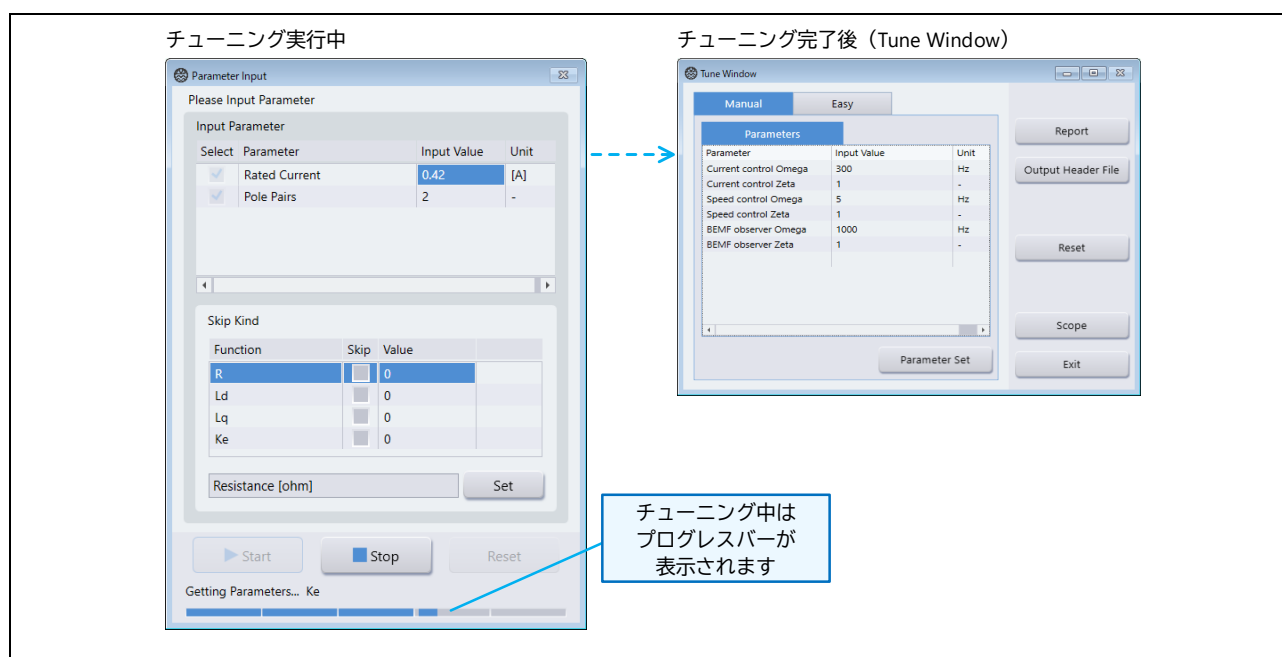 チューニング実行中
Parameter Input
Please Input Parameter
Input Parameter
Select Parameter Input Value Unit
Rated Current 0.42 [A]
Pole Pairs 2 -
Skip Kind
Function Skip Value
R 0
Ld 0
Lq 0
Ke 0
Resistance [ohm] Set
Start Stop Reset
Getting Parameters... Ke
チューニング完了後（Tune Window）
Tune Window
Manual Easy
Parameters
Parameter Input Value Unit
Current control Omega 300 Hz
Current control Zeta 1 -
Speed control Omega 5 Hz
Speed control Zeta 1 -
BEMF observer Omega 1000 Hz
BEMF observer Zeta 1 -
Parameter Set
Report
Output Header File
Reset
Scope
Exit
チューニング中は
プログレスバーが
表示されます